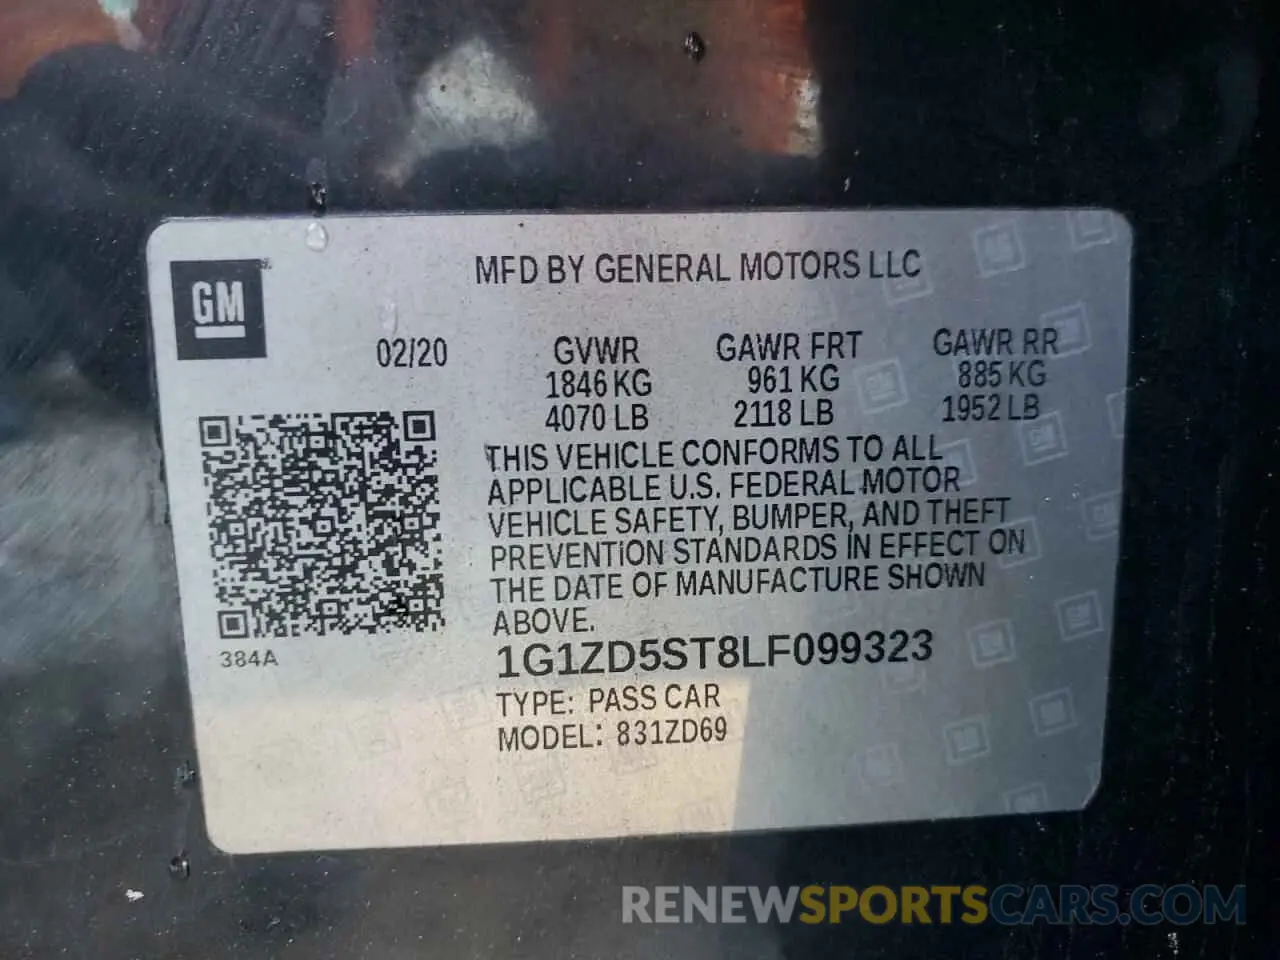 MFD BY GENERAL MOTORS LLC
GM
02/20
GVWR GAWR FRT GAWR RR
1846 KG 961 KG 885 KG
4070 LB 2118 LB 1952 LB
THIS VEHICLE CONFORMS TO ALL
APPLICABLE U.S. FEDERAL MOTOR
VEHICLE SAFETY, BUMPER, AND THEFT
PREVENTION STANDARDS IN EFFECT ON
THE DATE OF MANUFACTURE SHOWN
ABOVE.
384A
1G1ZD5ST8LF099323
TYPE: PASS CAR
MODEL: 831ZD69
RENEWSPORTSCARS.COM